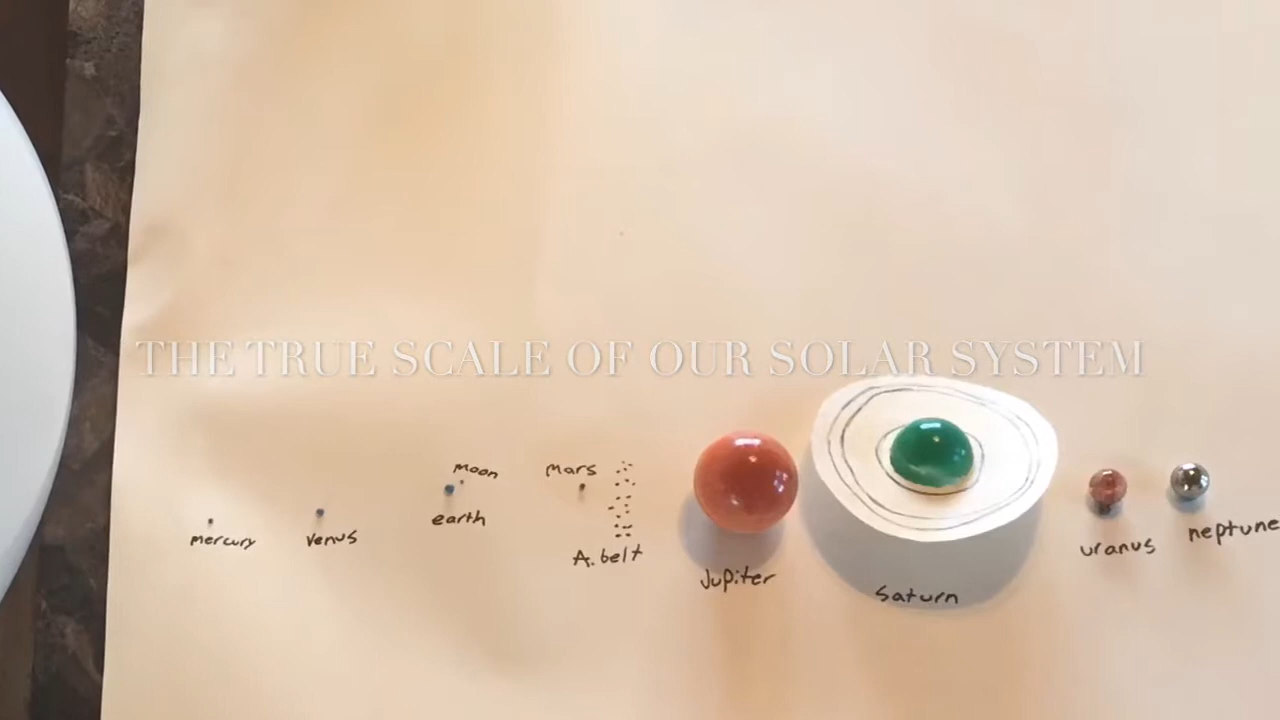 THE TRUE SCALE OF OUR SOLAR SYSTEM
mercury
venus
moon
earth
mars
A. belt
Jupiter
Saturn
uranus
neptune